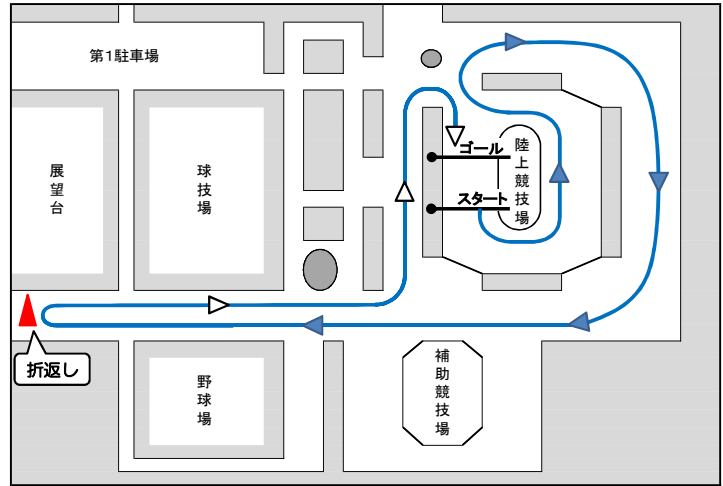 第1駐車場
展望台
球技場
ゴール
陸上競技場
スタート
折返し
野球場
補助競技場